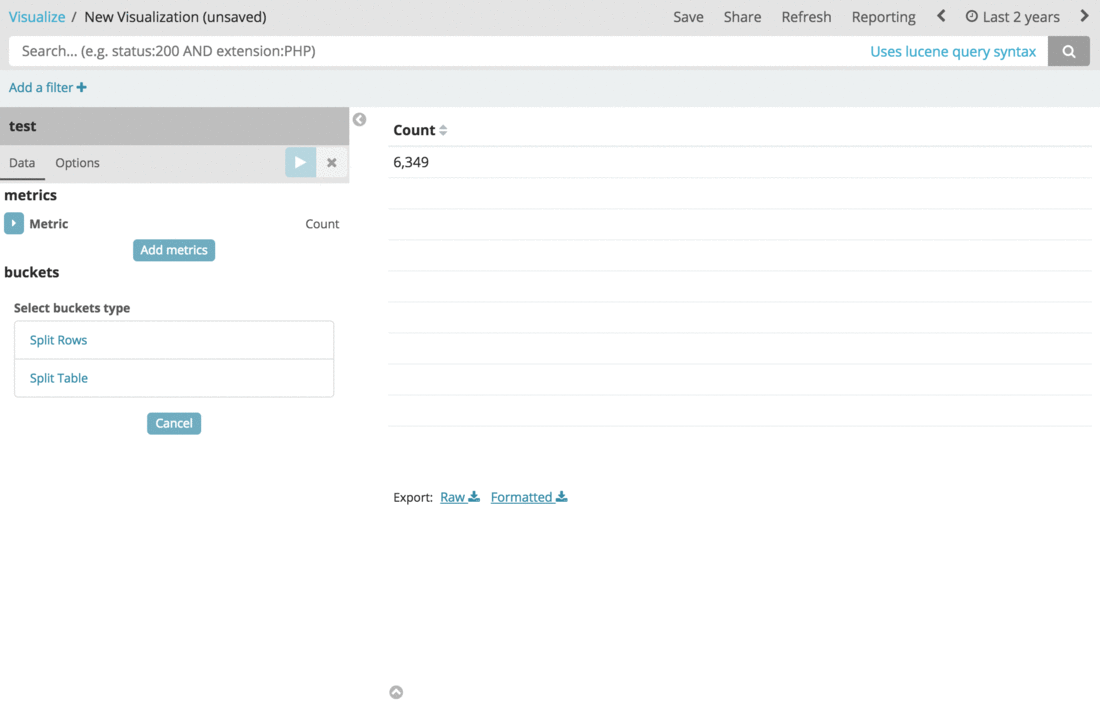 Visualize / New Visualization (unsaved) Save Share Refresh Reporting Last 2 years
Search... (e.g. status:200 AND extension:PHP) Uses lucene query syntax
Add a filter
test
Data Options
metrics
Metric Count
Add metrics
buckets
Select buckets type
Split Rows
Split Table
Cancel
Count
6,349
Export: Raw Formatted